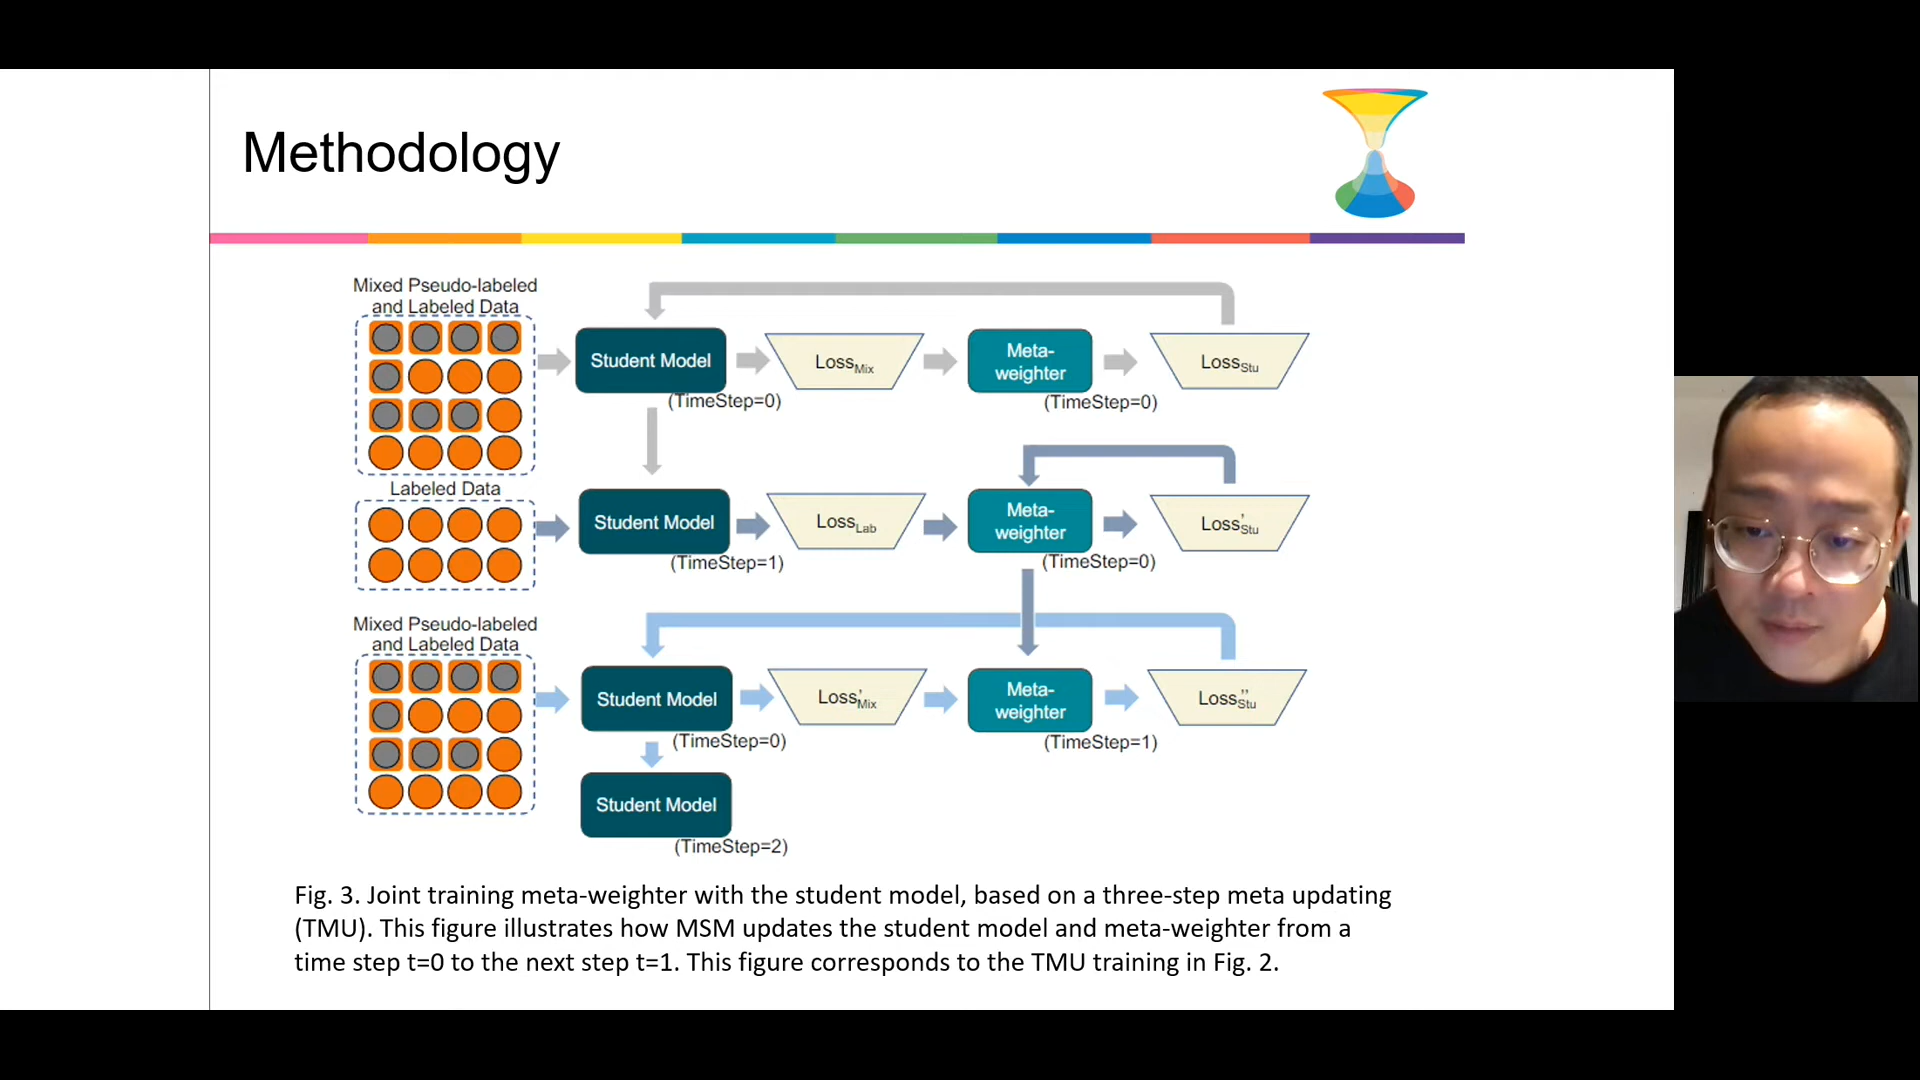 Methodology
Mixed Pseudo-labeled
and Labeled Data
Student Model
(TimeStep=0)
Loss_Mix
Meta-
weighter
(TimeStep=0)
Loss_Stu
Labeled Data
Student Model
(TimeStep=1)
Loss_Lab
Meta-
weighter
(TimeStep=0)
Loss'_Stu
Mixed Pseudo-labeled
and Labeled Data
Student Model
(TimeStep=0)
Loss'_Mix
Meta-
weighter
(TimeStep=1)
Loss''_Stu
Student Model
(TimeStep=2)
Fig. 3. Joint training meta-weighter with the student model, based on a three-step meta updating
(TMU). This figure illustrates how MSM updates the student model and meta-weighter from a
time step t=0 to the next step t=1. This figure corresponds to the TMU training in Fig. 2.